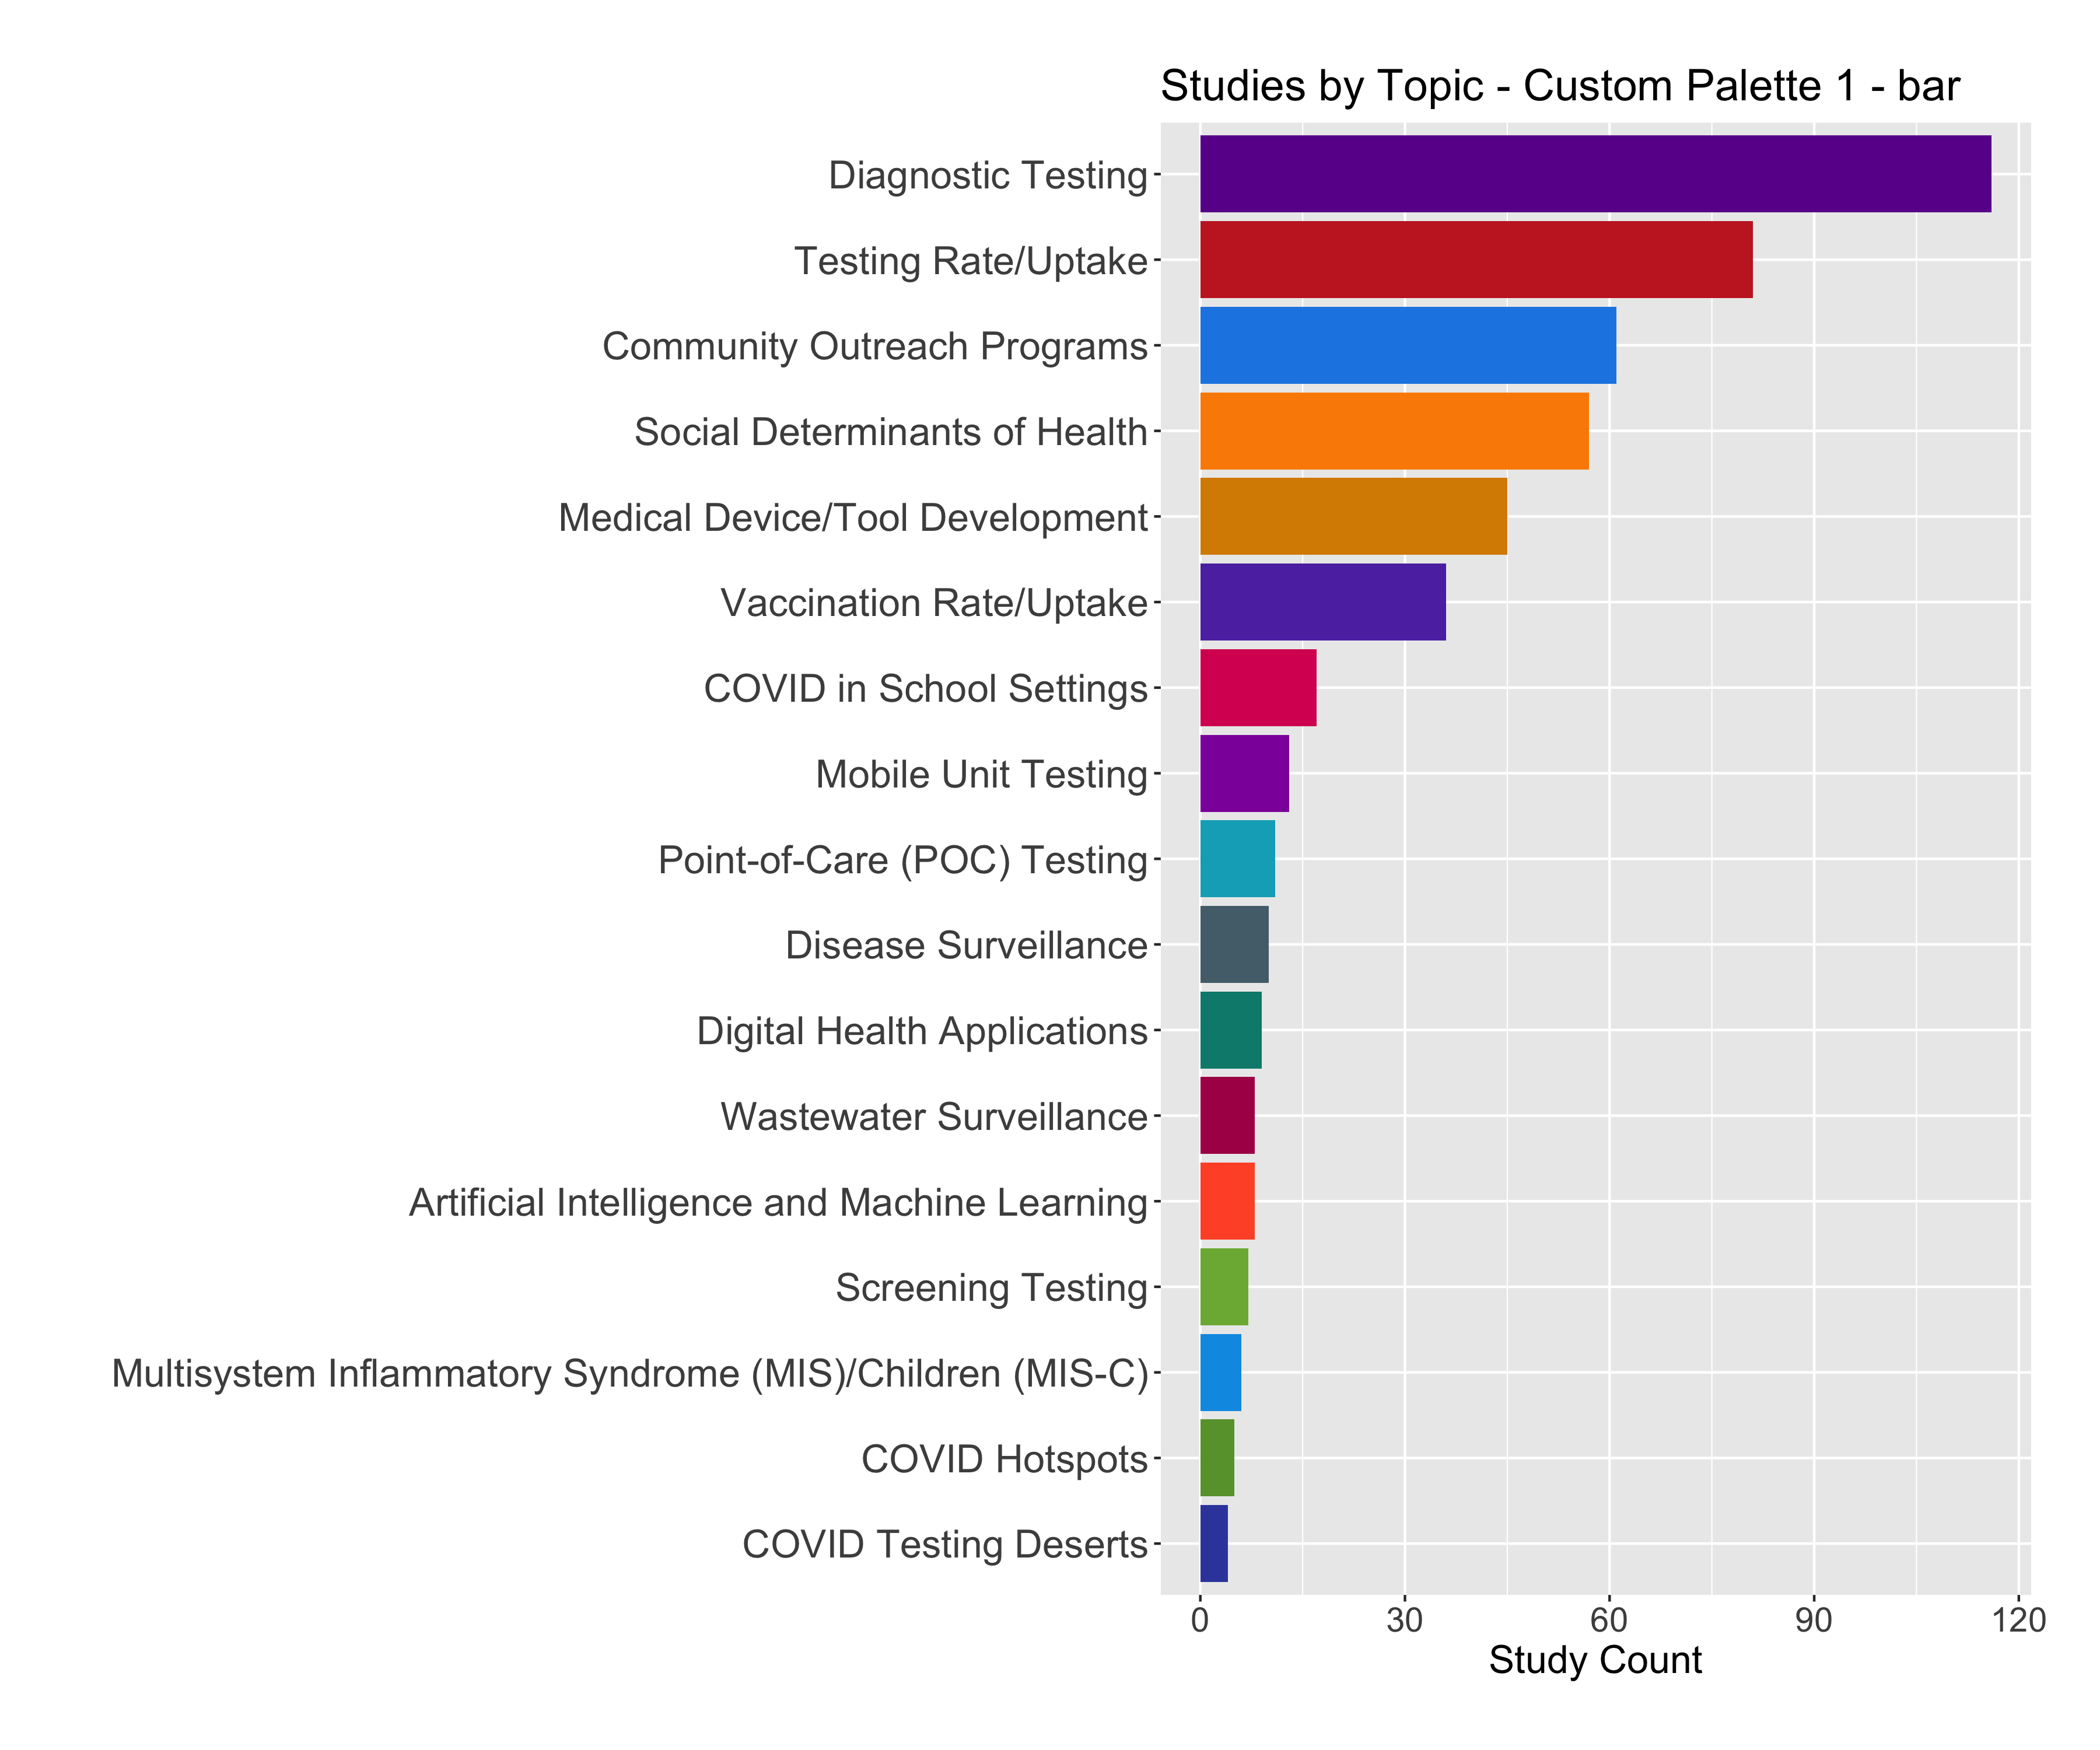 Studies by Topic - Custom Palette 1 - bar
Diagnostic Testing
Testing Rate/Uptake
Community Outreach Programs
Social Determinants of Health
Medical Device/Tool Development
Vaccination Rate/Uptake
COVID in School Settings
Mobile Unit Testing
Point-of-Care (POC) Testing
Disease Surveillance
Digital Health Applications
Wastewater Surveillance
Artificial Intelligence and Machine Learning
Screening Testing
Multisystem Inflammatory Syndrome (MIS)/Children (MIS-C)
COVID Hotspots
COVID Testing Deserts
0 30 60 90 120
Study Count